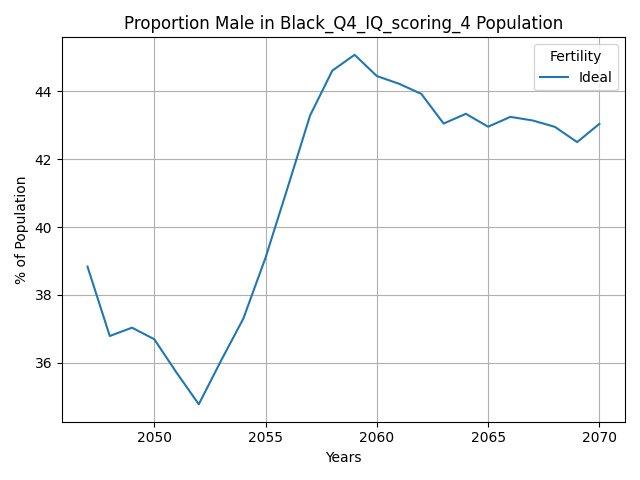 Proportion Male in Black_Q4_IQ_scoring_4 Population
Fertility
Ideal
% of Population
44
42
40
38
36
2050 2055 2060 2065 2070
Years